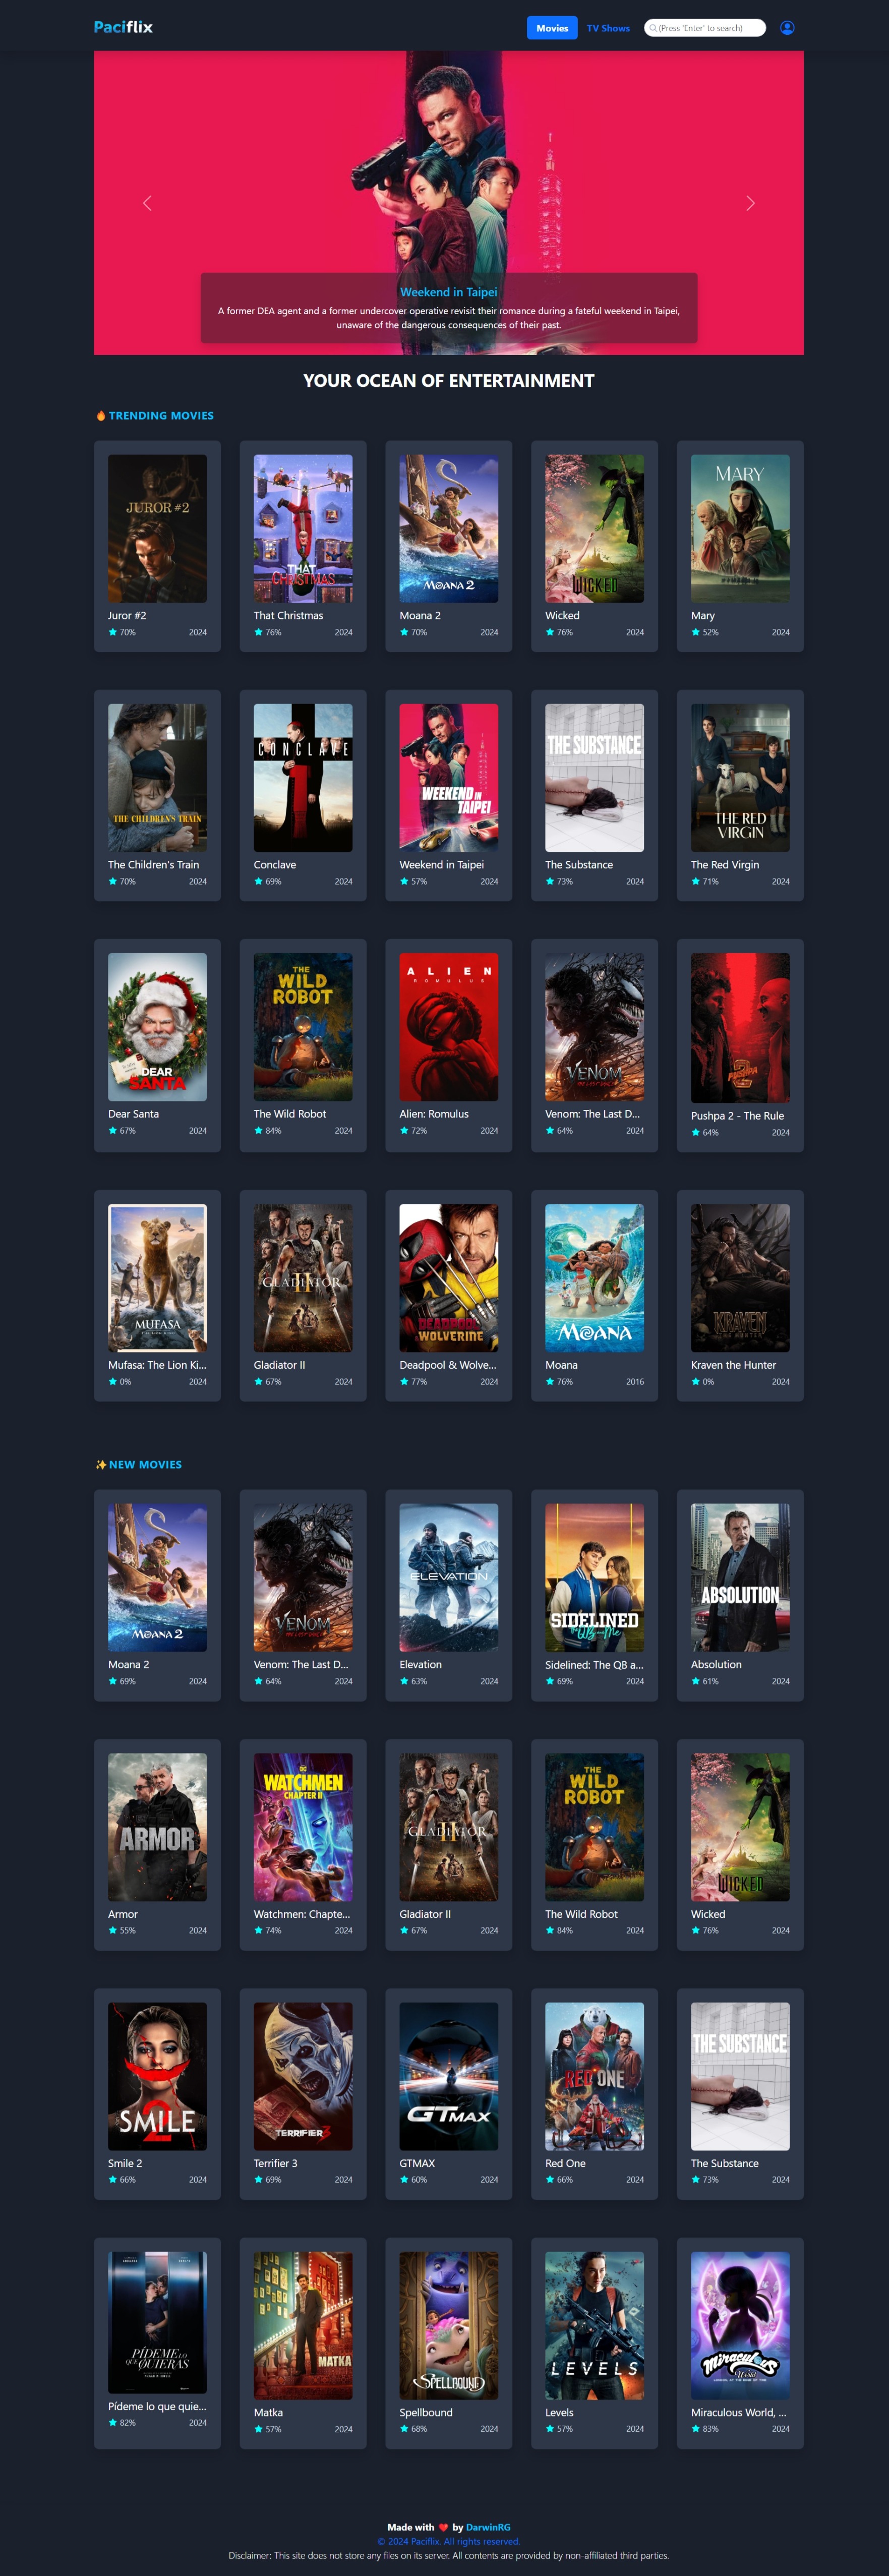 Paciflix
Movies
TV Shows
(Press 'Enter' to search)
Weekend in Taipei
A former DEA agent and a former undercover operative revisit their romance during a fateful weekend in Taipei,
unaware of the dangerous consequences of their past.
YOUR OCEAN OF ENTERTAINMENT
🔥TRENDING MOVIES
JUROR #2
THAT
CHRISTMAS
MOANA 2
WICKED
MARY
Juror #2
That Christmas
Moana 2
Wicked
Mary
70% 2024
76% 2024
70% 2024
76% 2024
52% 2024
THE CHILDREN'S TRAIN
CONCLAVE
WEEKEND IN
TAIPEI
THE SUBSTANCE
THE RED
VIRGIN
The Children's Train
Conclave
Weekend in Taipei
The Substance
The Red Virgin
70% 2024
69% 2024
57% 2024
73% 2024
71% 2024
DEAR
SANTA
THE
WILD
ROBOT
ALIEN
ROMULUS
VENOM
THE LAST DANCE
PUSHPA
2
Dear Santa
The Wild Robot
Alien: Romulus
Venom: The Last D...
Pushpa 2 - The Rule
67% 2024
84% 2024
72% 2024
64% 2024
64% 2024
MUFASA
THE LION KING
GLADIATOR
II
DEADPOOL
WOLVERINE
MOANA
KRAVEN
THE HUNTER
Mufasa: The Lion Ki...
Gladiator II
Deadpool & Wolve...
Moana
Kraven the Hunter
0% 2024
67% 2024
77% 2024
76% 2016
0% 2024
✨NEW MOVIES
MOANA 2
VENOM
THE LAST DANCE
ELEVATION
SIDELINED
THE QB and Me
ABSOLUTION
Moana 2
Venom: The Last D...
Elevation
Sidelined: The QB a...
Absolution
69% 2024
64% 2024
63% 2024
69% 2024
61% 2024
ARMOR
DC
WATCHMEN
CHAPTER II
GLADIATOR
II
THE
WILD
ROBOT
WICKED
Armor
Watchmen: Chapte...
Gladiator II
The Wild Robot
Wicked
55% 2024
74% 2024
67% 2024
84% 2024
76% 2024
SMILE
2
TERRIFIER 3
GTMAX
RED ONE
THE SUBSTANCE
Smile 2
Terrifier 3
GTMAX
Red One
The Substance
66% 2024
69% 2024
60% 2024
66% 2024
73% 2024
PÍDEME LO
QUE QUIERAS
MATKA
SPELLBOUND
LEVELS
Miraculous
World
Pídeme lo que quie...
Matka
Spellbound
Levels
Miraculous World, ...
82% 2024
57% 2024
68% 2024
57% 2024
83% 2024
Made with ❤️ by DarwinRG
© 2024 Paciflix. All rights reserved.
Disclaimer: This site does not store any files on its server. All contents are provided by non-affiliated third parties.